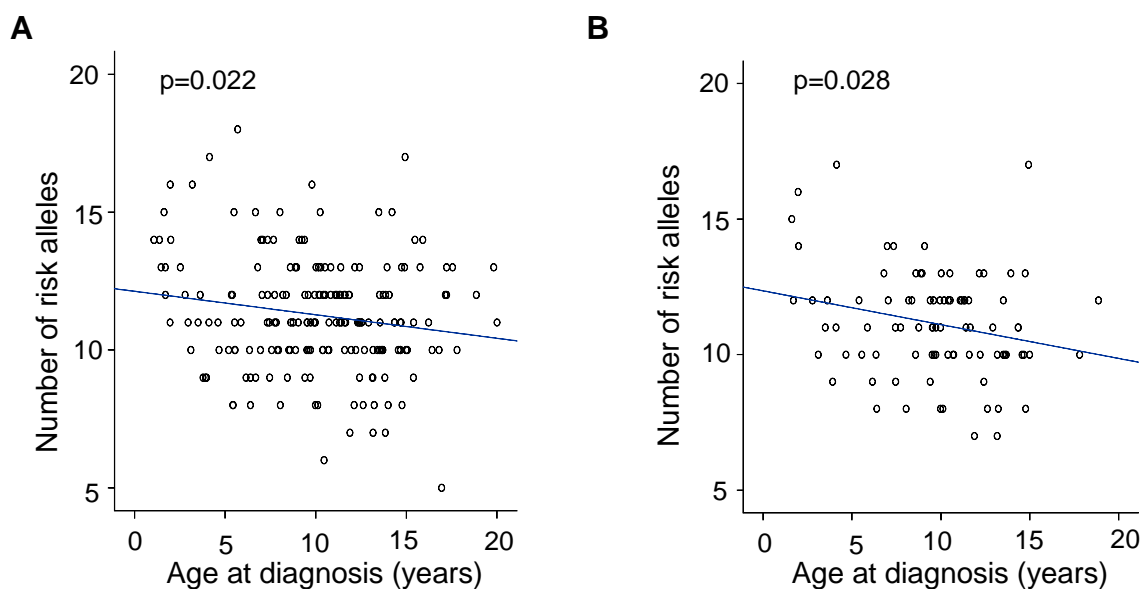 A
p=0.022
20
15
10
5
Number of risk alleles
0 5 10 15 20
Age at diagnosis (years)
B
p=0.028
20
15
10
5
Number of risk alleles
0 5 10 15 20
Age at diagnosis (years)